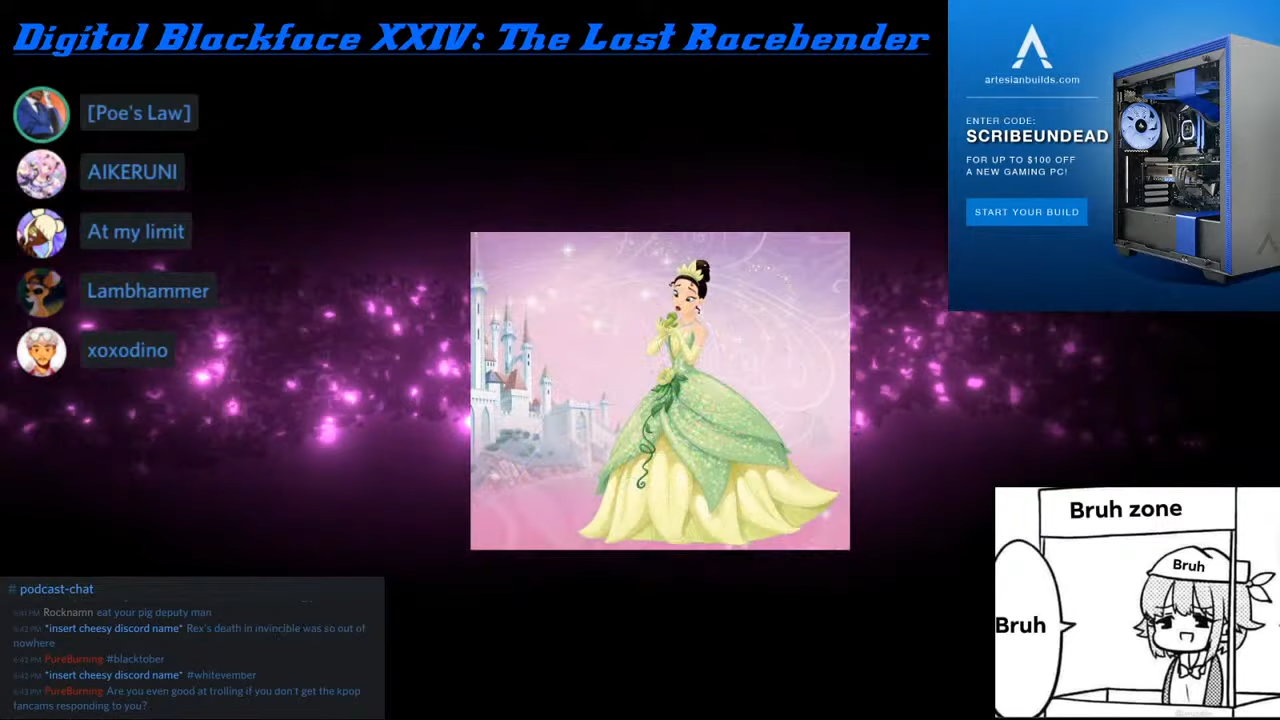 Digital Blackface XXIV: The Last Racebender
[Poe's Law]
AIKERUNI
At my limit
Lambhammer
xoxodino
artesianbuilds.com
ENTER CODE:
SCRIBEUNDEAD
FOR UP TO $100 OFF
A NEW GAMING PC!
START YOUR BUILD
Bruh zone
Bruh
Bruh
# podcast-chat
Rocknamn eat your pig deputy man
*insert cheesy discord name* Rex's death in invincible was so out of
nowhere
PureBurning #blacktober
*insert cheesy discord name* #whitevember
PureBurning Are you even good at trolling if you don't get the kpop
fancams responding to you?